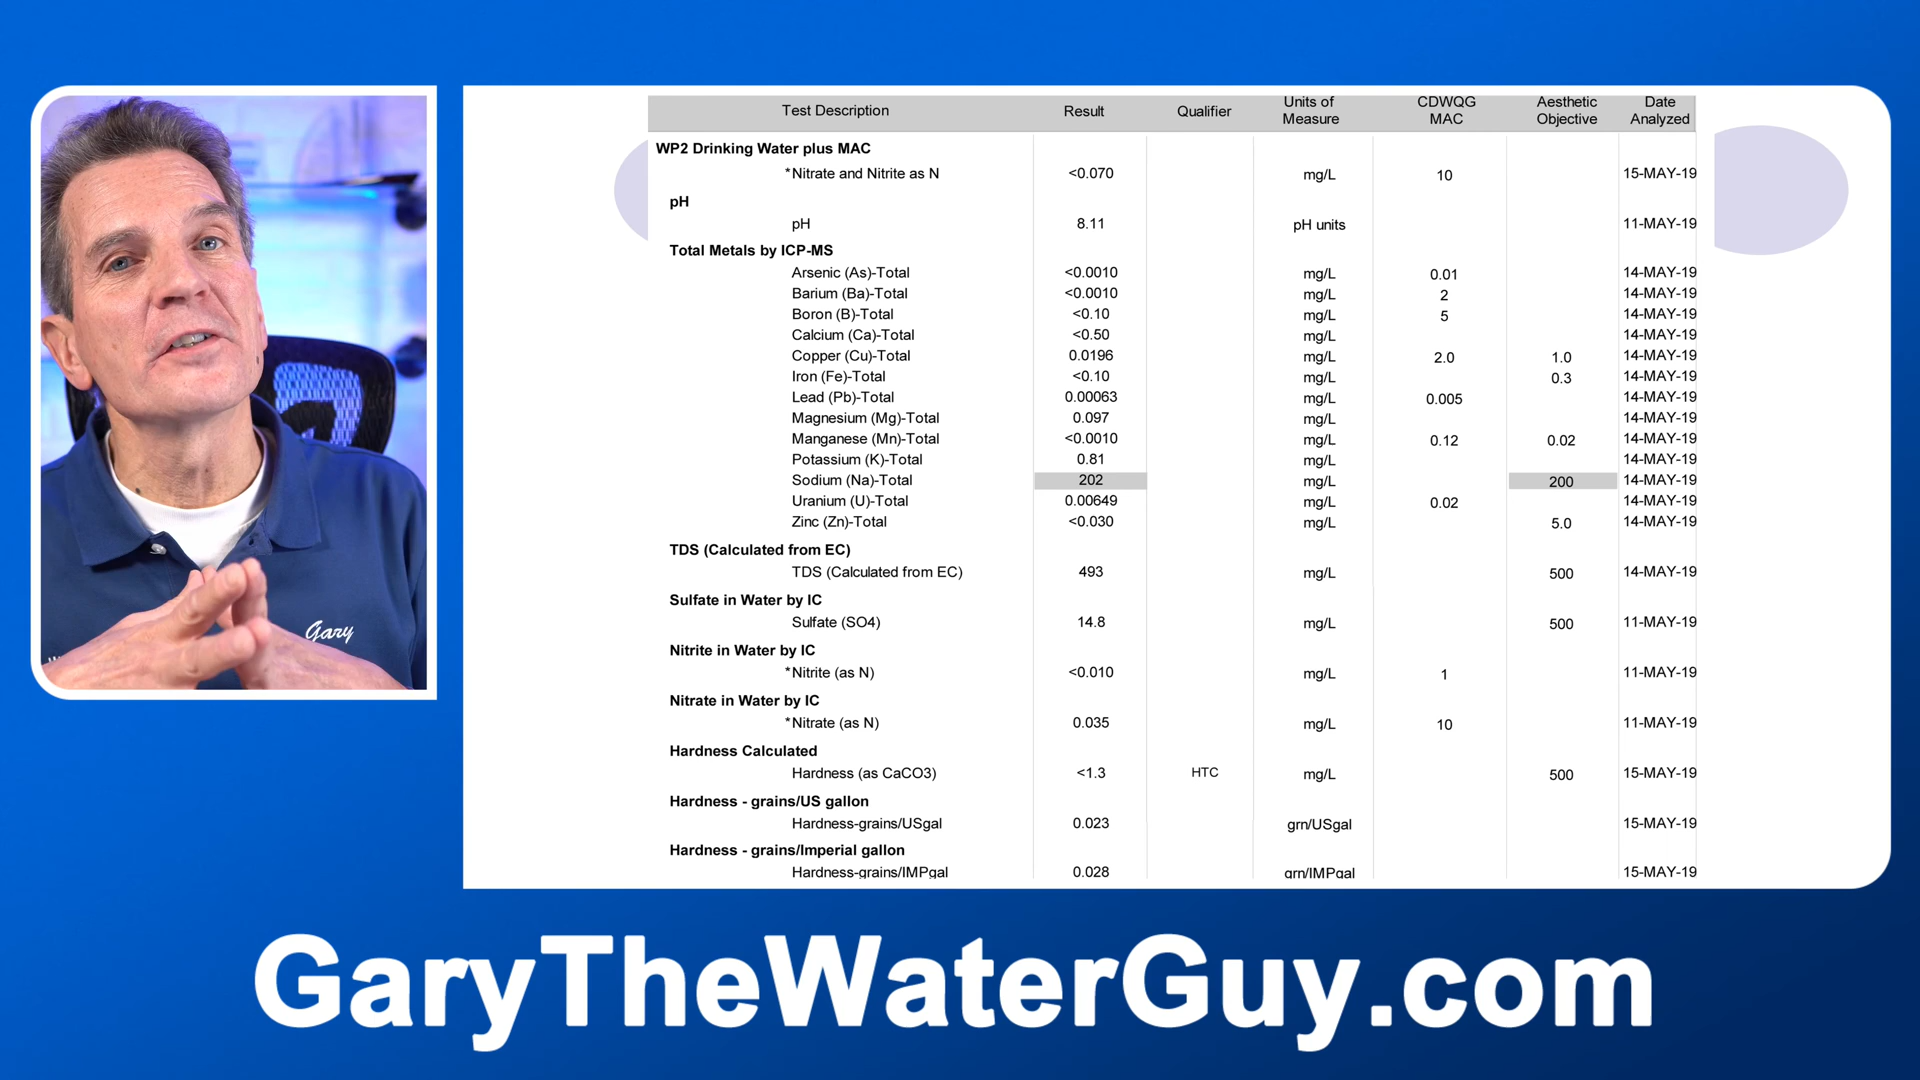 Test Description Result Qualifier Units of Measure CDWQG MAC Aesthetic Objective Date Analyzed
WP2 Drinking Water plus MAC
*Nitrate and Nitrite as N <0.070 mg/L 10 15-MAY-19
pH
pH 8.11 pH units 11-MAY-19
Total Metals by ICP-MS
Arsenic (As)-Total <0.0010 mg/L 0.01 14-MAY-19
Barium (Ba)-Total <0.0010 mg/L 2 14-MAY-19
Boron (B)-Total <0.10 mg/L 5 14-MAY-19
Calcium (Ca)-Total <0.50 mg/L 14-MAY-19
Copper (Cu)-Total 0.0196 mg/L 2.0 1.0 14-MAY-19
Iron (Fe)-Total <0.10 mg/L 0.3 14-MAY-19
Lead (Pb)-Total 0.00063 mg/L 0.005 14-MAY-19
Magnesium (Mg)-Total 0.097 mg/L 14-MAY-19
Manganese (Mn)-Total <0.0010 mg/L 0.12 0.02 14-MAY-19
Potassium (K)-Total 0.81 mg/L 14-MAY-19
Sodium (Na)-Total 202 mg/L 200 14-MAY-19
Uranium (U)-Total 0.00649 mg/L 0.02 14-MAY-19
Zinc (Zn)-Total <0.030 mg/L 5.0 14-MAY-19
TDS (Calculated from EC)
TDS (Calculated from EC) 493 mg/L 500 14-MAY-19
Sulfate in Water by IC
Sulfate (SO4) 14.8 mg/L 500 11-MAY-19
Nitrite in Water by IC
*Nitrite (as N) <0.010 mg/L 1 11-MAY-19
Nitrate in Water by IC
*Nitrate (as N) 0.035 mg/L 10 11-MAY-19
Hardness Calculated
Hardness (as CaCO3) <1.3 HTC mg/L 500 15-MAY-19
Hardness - grains/US gallon
Hardness-grains/USgal 0.023 grn/USgal 15-MAY-19
Hardness - grains/Imperial gallon
Hardness-grains/IMPgal 0.028 grn/IMPgal 15-MAY-19
Gary
GaryTheWaterGuy.com